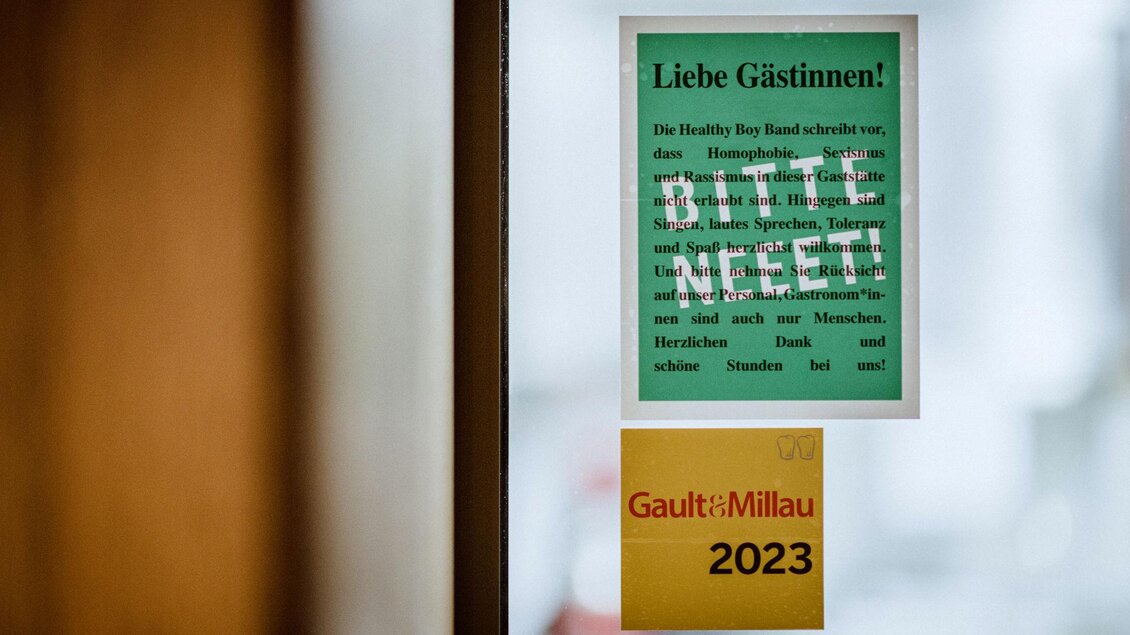 Liebe Gästinnen!
Die Healthy Boy Band schreibt vor,
dass Homophobie, Sexismus
und Rassismus in dieser Gaststätte
nicht erlaubt sind. Hingegen sind
Singen, lautes Sprechen, Toleranz
und Spaß herzlichst willkommen.
Und bitte nehmen Sie Rücksicht
auf unser Personal, Gastronom*in-
nen sind auch nur Menschen.
Herzlichen Dank und
schöne Stunden bei uns!
BITTE
NEEET!
Gault&Millau
2023